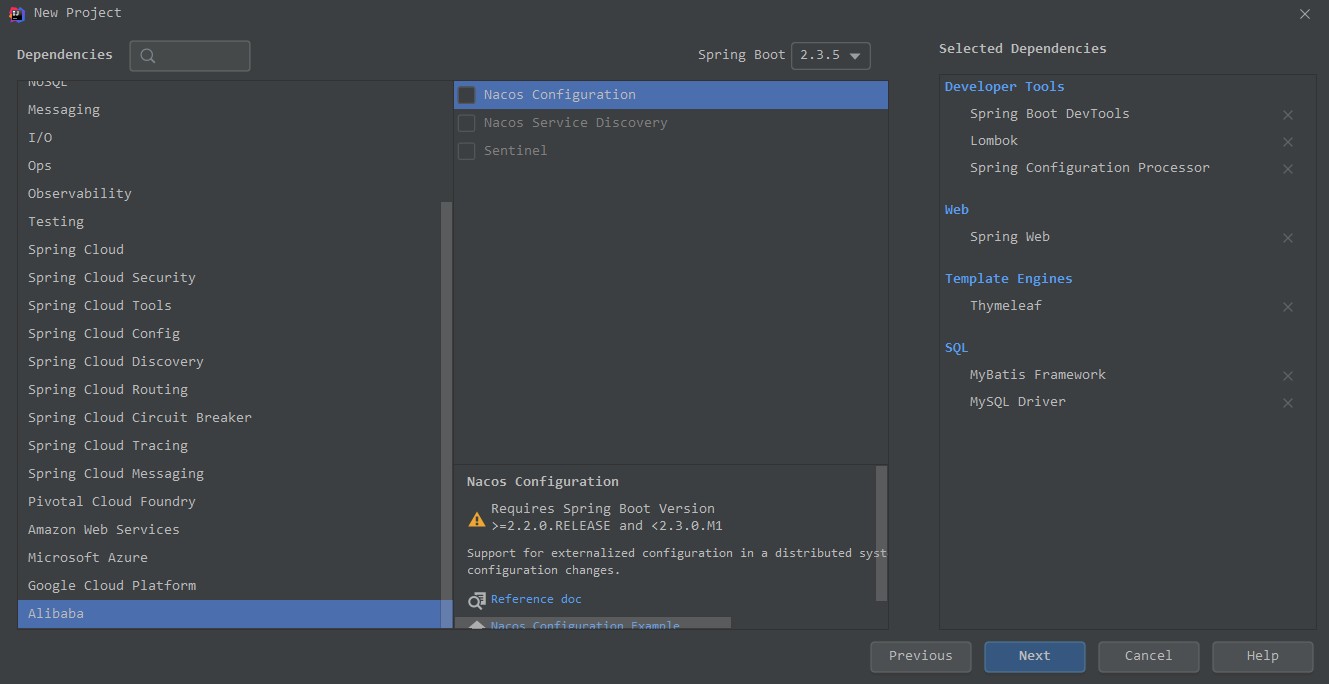 New Project
Dependencies
Spring Boot 2.3.5
Selected Dependencies
NoSQL
Messaging
I/O
Ops
Observability
Testing
Spring Cloud
Spring Cloud Security
Spring Cloud Tools
Spring Cloud Config
Spring Cloud Discovery
Spring Cloud Routing
Spring Cloud Circuit Breaker
Spring Cloud Tracing
Spring Cloud Messaging
Pivotal Cloud Foundry
Amazon Web Services
Microsoft Azure
Google Cloud Platform
Alibaba
Nacos Configuration
Nacos Service Discovery
Sentinel
Nacos Configuration
Requires Spring Boot Version
>=2.2.0.RELEASE and <2.3.0.M1
Support for externalized configuration in a distributed syst
configuration changes.
Reference doc
Nacos Configuration Example
Developer Tools
Spring Boot DevTools
Lombok
Spring Configuration Processor
Web
Spring Web
Template Engines
Thymeleaf
SQL
MyBatis Framework
MySQL Driver
Previous
Next
Cancel
Help